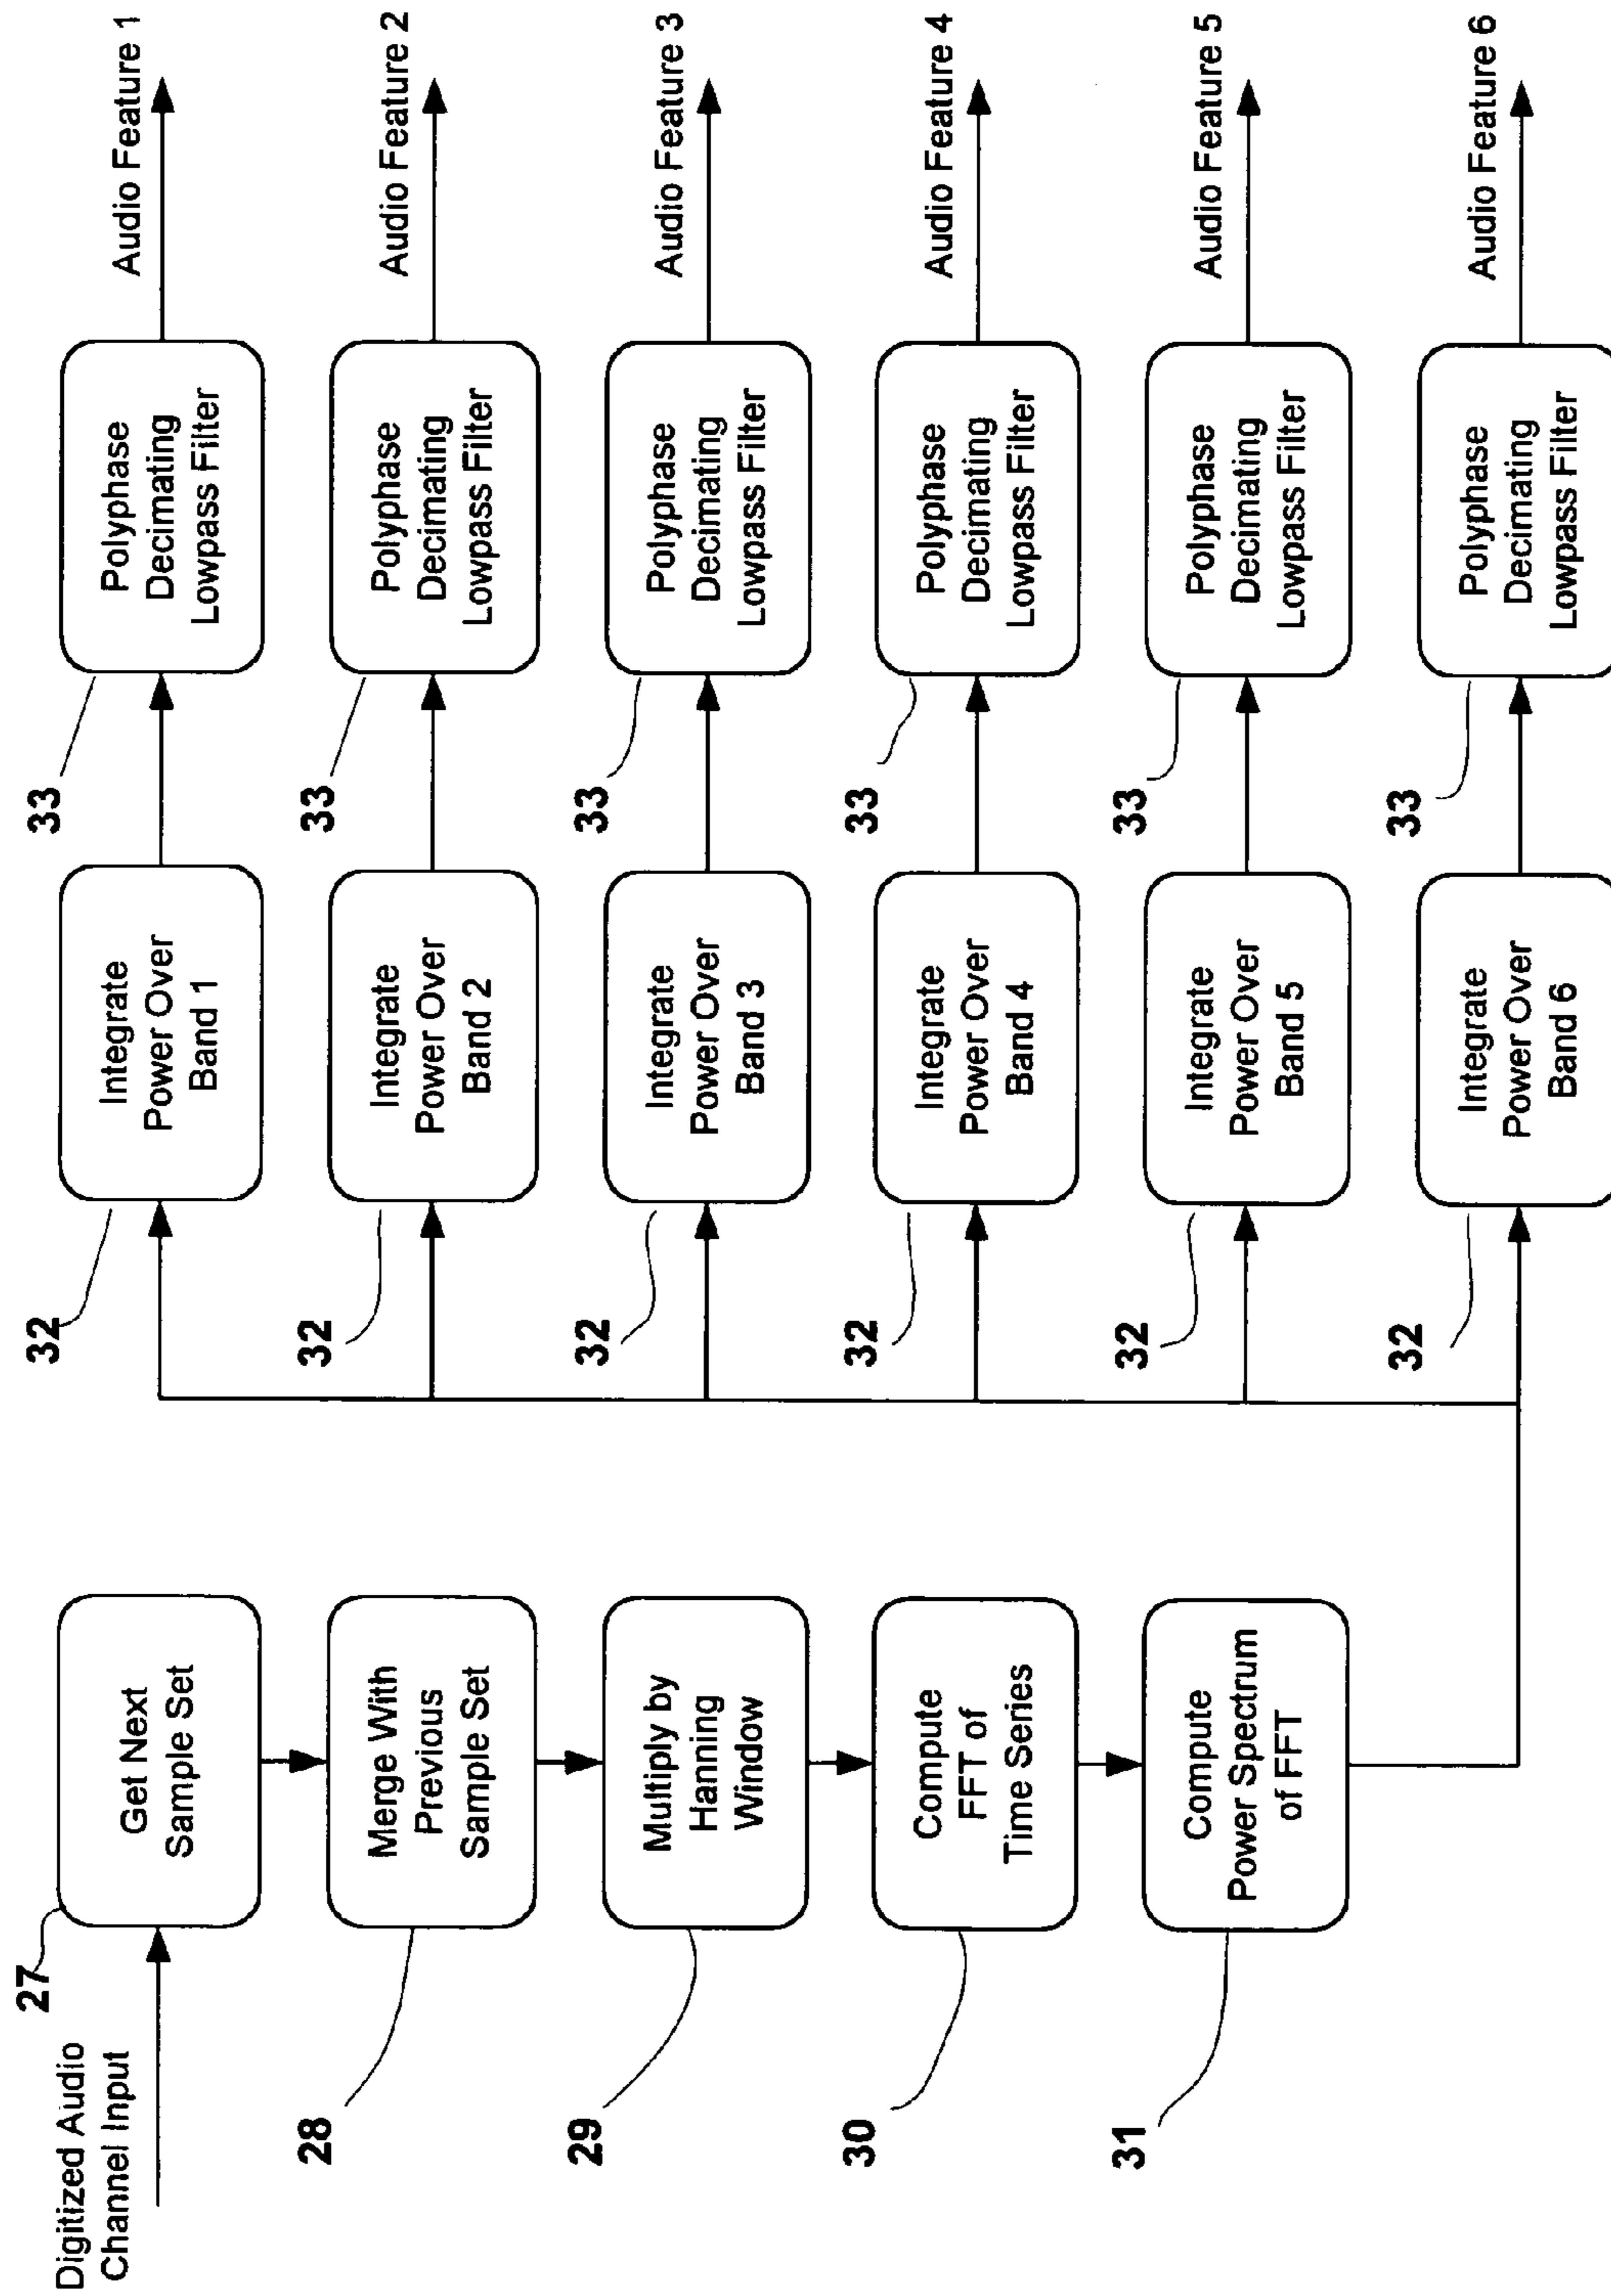 Digitized Audio
Channel Input
27
Get Next
Sample Set
28
Merge With
Previous
Sample Set
29
Multiply by
Hanning
Window
30
Compute
FFT of
Time Series
31
Compute
Power Spectrum
of FFT
32
Integrate
Power Over
Band 1
33
Polyphase
Decimating
Lowpass Filter
Audio Feature 1
32
Integrate
Power Over
Band 2
33
Polyphase
Decimating
Lowpass Filter
Audio Feature 2
32
Integrate
Power Over
Band 3
33
Polyphase
Decimating
Lowpass Filter
Audio Feature 3
32
Integrate
Power Over
Band 4
33
Polyphase
Decimating
Lowpass Filter
Audio Feature 4
32
Integrate
Power Over
Band 5
33
Polyphase
Decimating
Lowpass Filter
Audio Feature 5
32
Integrate
Power Over
Band 6
33
Polyphase
Decimating
Lowpass Filter
Audio Feature 6